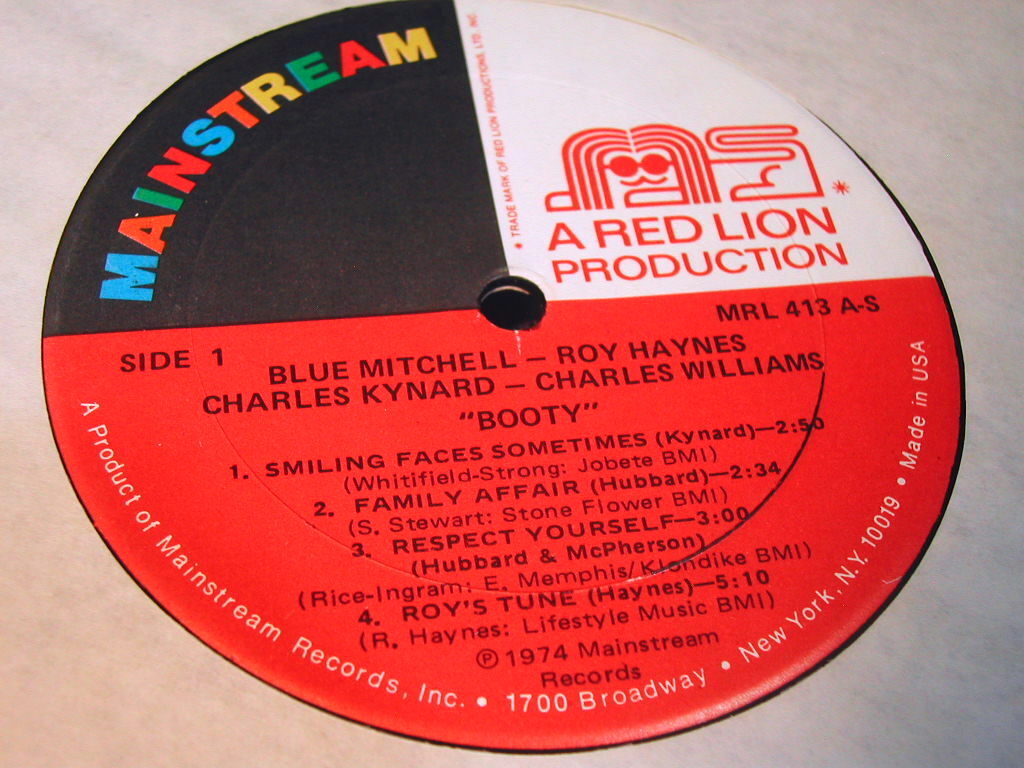 MAINSTREAM
* TRADE MARK OF RED LION PRODUCTIONS, LTD., INC.
*
A RED LION
PRODUCTION
MRL 413 A-S
SIDE 1
BLUE MITCHELL – ROY HAYNES
CHARLES KYNARD – CHARLES WILLIAMS
"BOOTY"
1. SMILING FACES SOMETIMES (Kynard)–2:50
(Whitifield-Strong: Jobete BMI)
2. FAMILY AFFAIR (Hubbard)–2:34
(S. Stewart: Stone Flower BMI)
3. RESPECT YOURSELF–3:00
(Hubbard & McPherson)
(Rice-Ingram: E. Memphis/Klondike BMI)
4. ROY'S TUNE (Haynes)–5:10
(R. Haynes: Lifestyle Music BMI)
℗ 1974 Mainstream
Records
A Product of Mainstream Records, Inc. • 1700 Broadway • New York, N.Y. 10019 • Made in USA